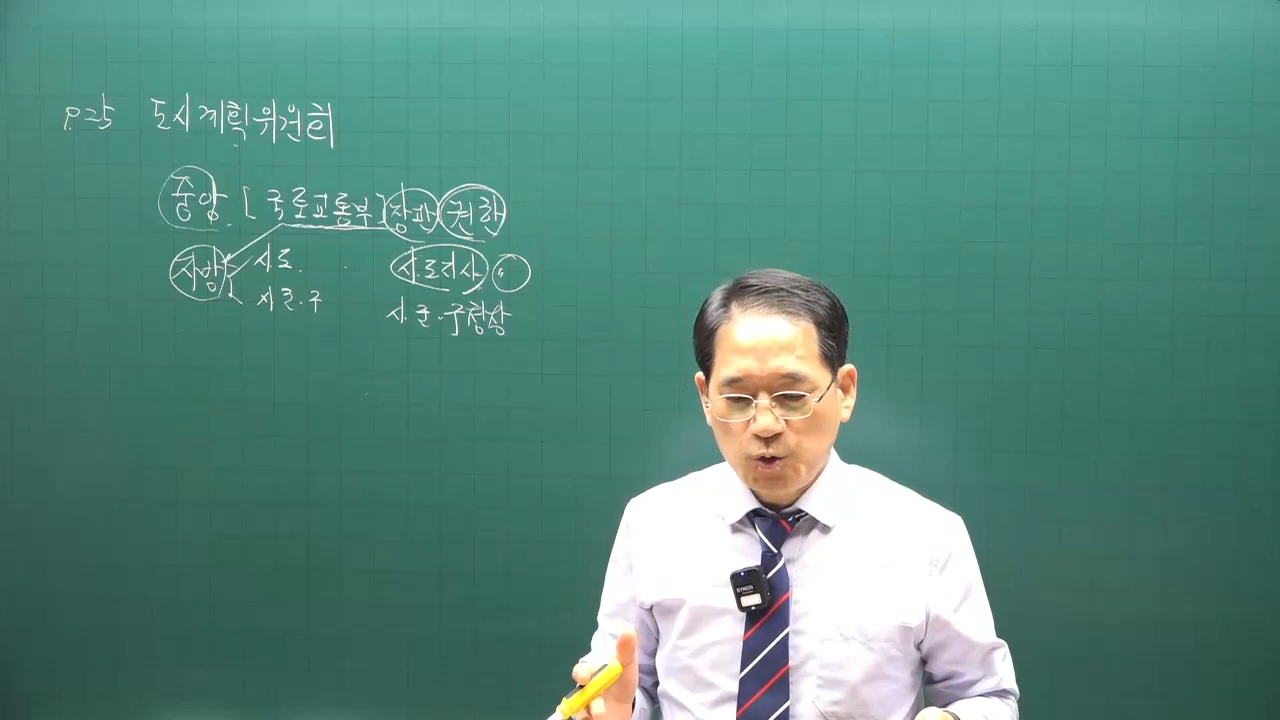 P.25 도시계획위원회
중앙 [국토교통부] 장관 권한
지방 시·도 시·도지사 〃
시·군·구 시·군·구청장
SYNCO